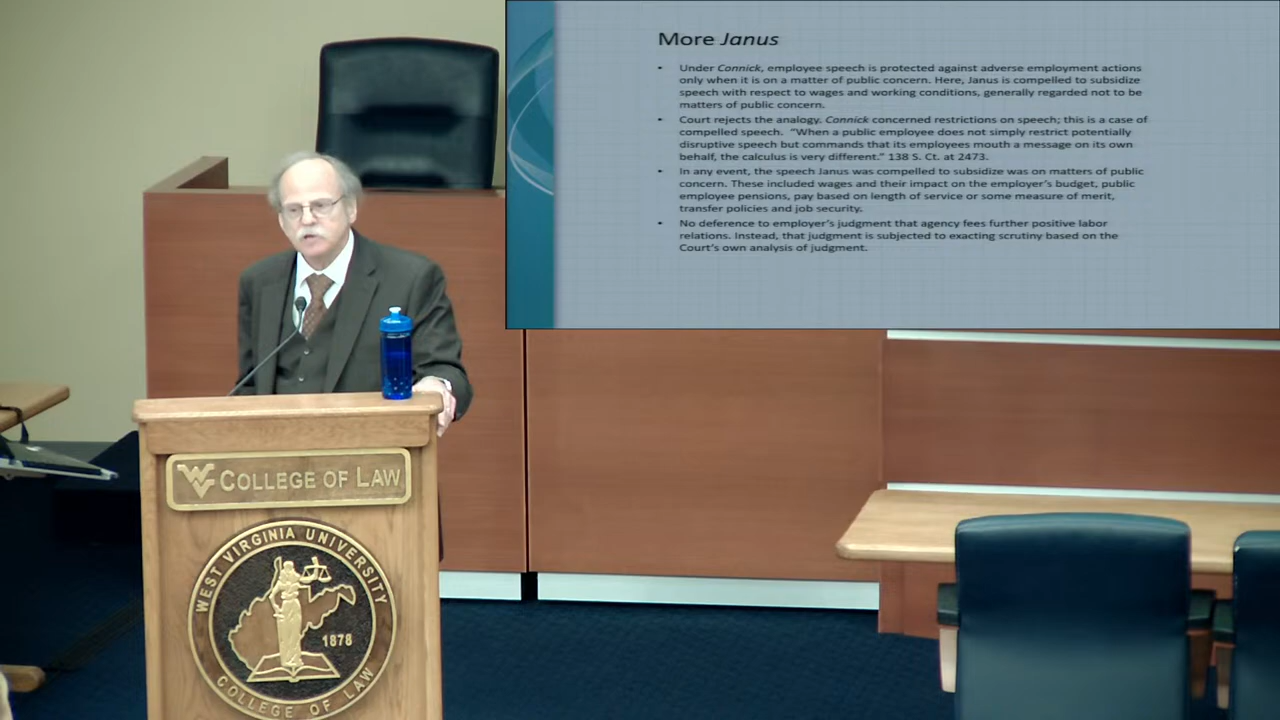 More Janus
• Under Connick, employee speech is protected against adverse employment actions
only when it is on a matter of public concern. Here, Janus is compelled to subsidize
speech with respect to wages and working conditions, generally regarded not to be
matters of public concern.
• Court rejects the analogy. Connick concerned restrictions on speech; this is a case of
compelled speech. “When a public employee does not simply restrict potentially
disruptive speech but commands that its employees mouth a message on its own
behalf, the calculus is very different.” 138 S. Ct. at 2473.
• In any event, the speech Janus was compelled to subsidize was on matters of public
concern. These included wages and their impact on the employer’s budget, public
employee pensions, pay based on length of service or some measure of merit,
transfer policies and job security.
• No deference to employer’s judgment that agency fees further positive labor
relations. Instead, that judgment is subjected to exacting scrutiny based on the
Court’s own analysis of judgment.
WV COLLEGE OF LAW
WEST VIRGINIA UNIVERSITY
1878
COLLEGE OF LAW